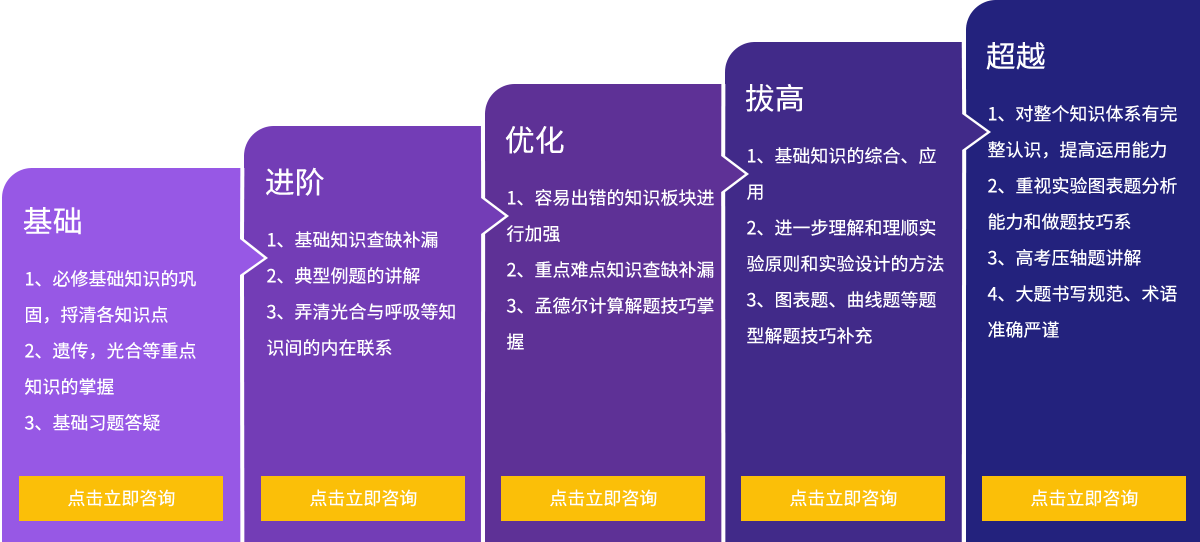 基础
1、必修基础知识的巩
固，捋清各知识点
2、遗传，光合等重点
知识的掌握
3、基础习题答疑
点击立即咨询
进阶
1、基础知识查缺补漏
2、典型例题的讲解
3、弄清光合与呼吸等知
识间的内在联系
点击立即咨询
优化
1、容易出错的知识板块进
行加强
2、重点难点知识查缺补漏
3、孟德尔计算解题技巧掌
握
点击立即咨询
拔高
1、基础知识的综合、应
用
2、进一步理解和理顺实
验原则和实验设计的方法
3、图表题、曲线题等题
型解题技巧补充
点击立即咨询
超越
1、对整个知识体系有完
整认识，提高运用能力
2、重视实验图表题分析
能力和做题技巧系
3、高考压轴题讲解
4、大题书写规范、术语
准确严谨
点击立即咨询